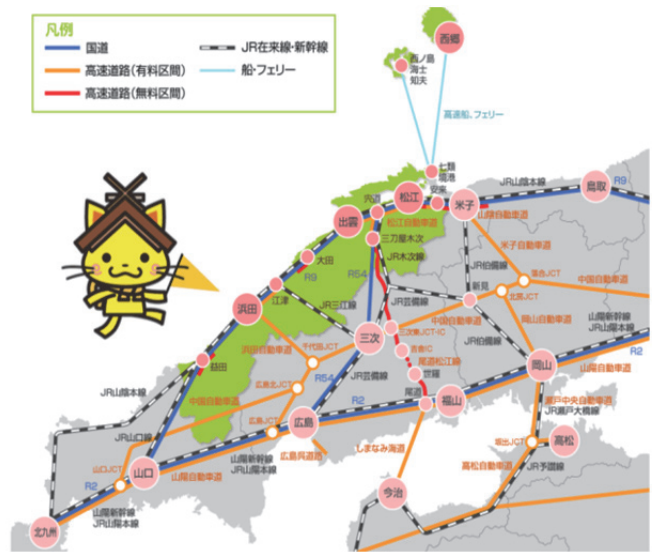 凡例
国道
高速道路(有料区間)
高速道路(無料区間)
JR在来線・新幹線
船・フェリー
西郷
西ノ島
海士
知夫
高速船、フェリー
七類
境港
安来
松江
宍道
米子
鳥取
R9
JR山陰本線
出雲
松江自動車道
山陰自動車道
三刀屋木次
JR木次線
米子自動車道
大田
R9
R54
JR伯備線
落合JCT
中国自動車道
江津
JR三江線
JR芸備線
新見
北房JCT
浜田
中国自動車道
岡山自動車道
山陽新幹線
JR山陽本線
R2
三次
三次東JCT・IC
吉舎IC
JR伯備線
浜田自動車道
千代田JCT
尾道松江線
世羅
岡山
山陽自動車道
益田
広島北JCT
R54
JR芸備線
尾道
福山
R2
JR山陰本線
中国自動車道
広島JCT
広島
瀬戸中央自動車道
JR瀬戸大橋線
JR山口線
山陽新幹線
JR山陽本線
広島呉道路
しまなみ海道
坂出JCT
高松
山口JCT
山口
山陽自動車道
高松自動車道
JR予讃線
R2
今治
山陽新幹線
JR山陽本線
北九州